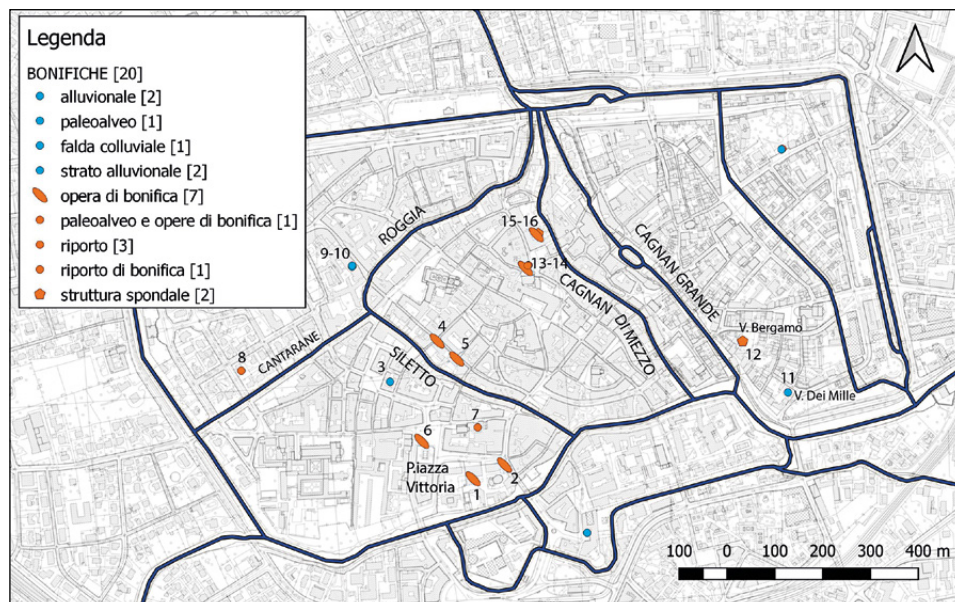 Legenda
BONIFICHE [20]
alluvionale [2]
paleoalveo [1]
falda colluviale [1]
strato alluvionale [2]
opera di bonifica [7]
paleoalveo e opere di bonifica [1]
riporto [3]
riporto di bonifica [1]
struttura spondale [2]
ROGGIA
15-16
9-10
13-14
CAGNAN GRANDE
CAGNAN DI MEZZO
4
5
SILETTO
V. Bergamo
12
8
CANTARANE
3
11
V. Dei Mille
7
6
P.iazza
Vittoria
2
1
100 0 100 200 300 400 m